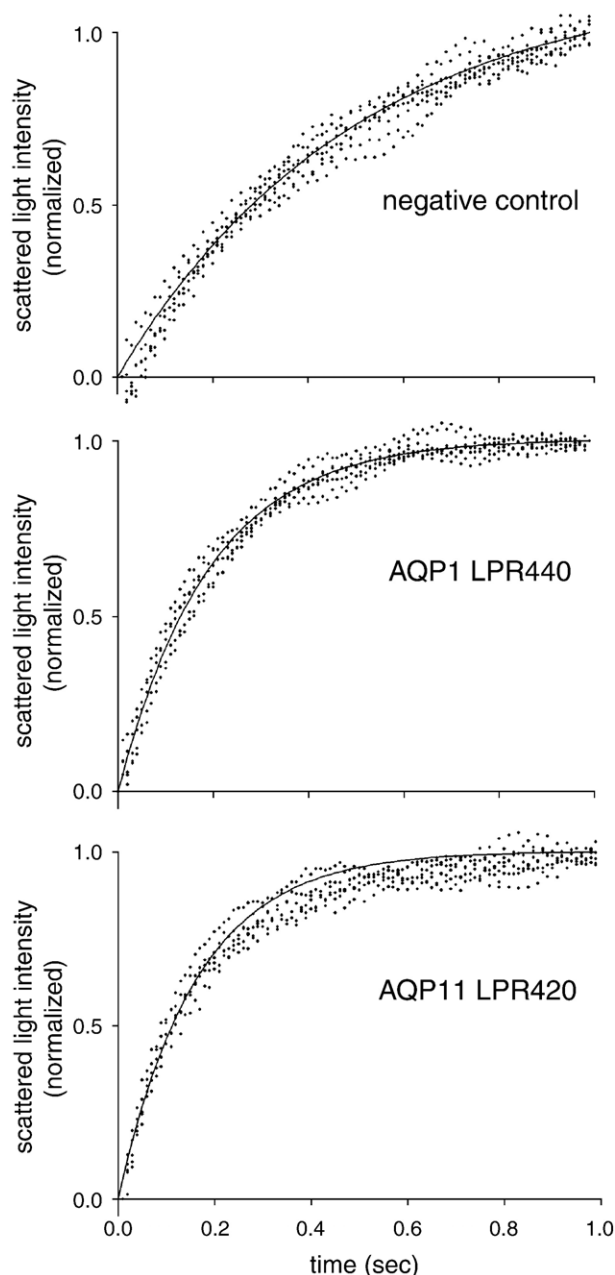 scattered light intensity
(normalized)
1.0
0.5
0.0
negative control
scattered light intensity
(normalized)
1.0
0.5
0.0
AQP1 LPR440
scattered light intensity
(normalized)
1.0
0.5
0.0
AQP11 LPR420
0.0 0.2 0.4 0.6 0.8 1.0
time (sec)